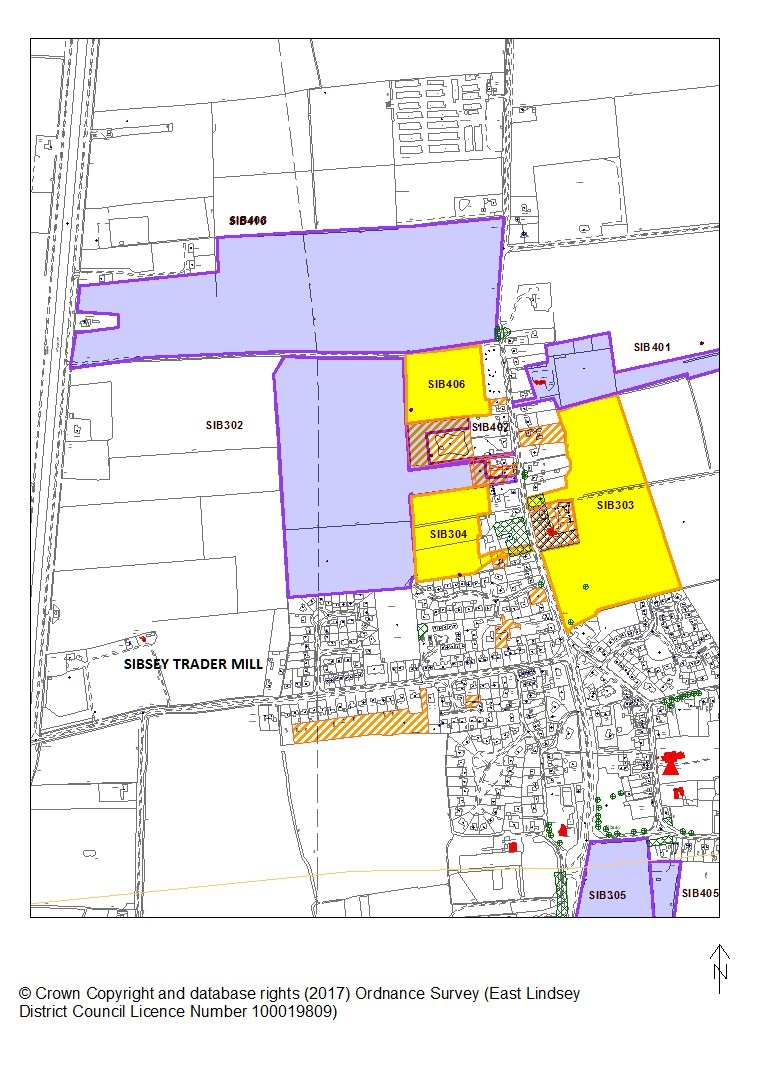 SIB401
SIB406
SIB302
SIB402
SIB303
SIB304
SIBSEY TRADER MILL
SIB305
SIB405
N
© Crown Copyright and database rights (2017) Ordnance Survey (East Lindsey
District Council Licence Number 100019809)